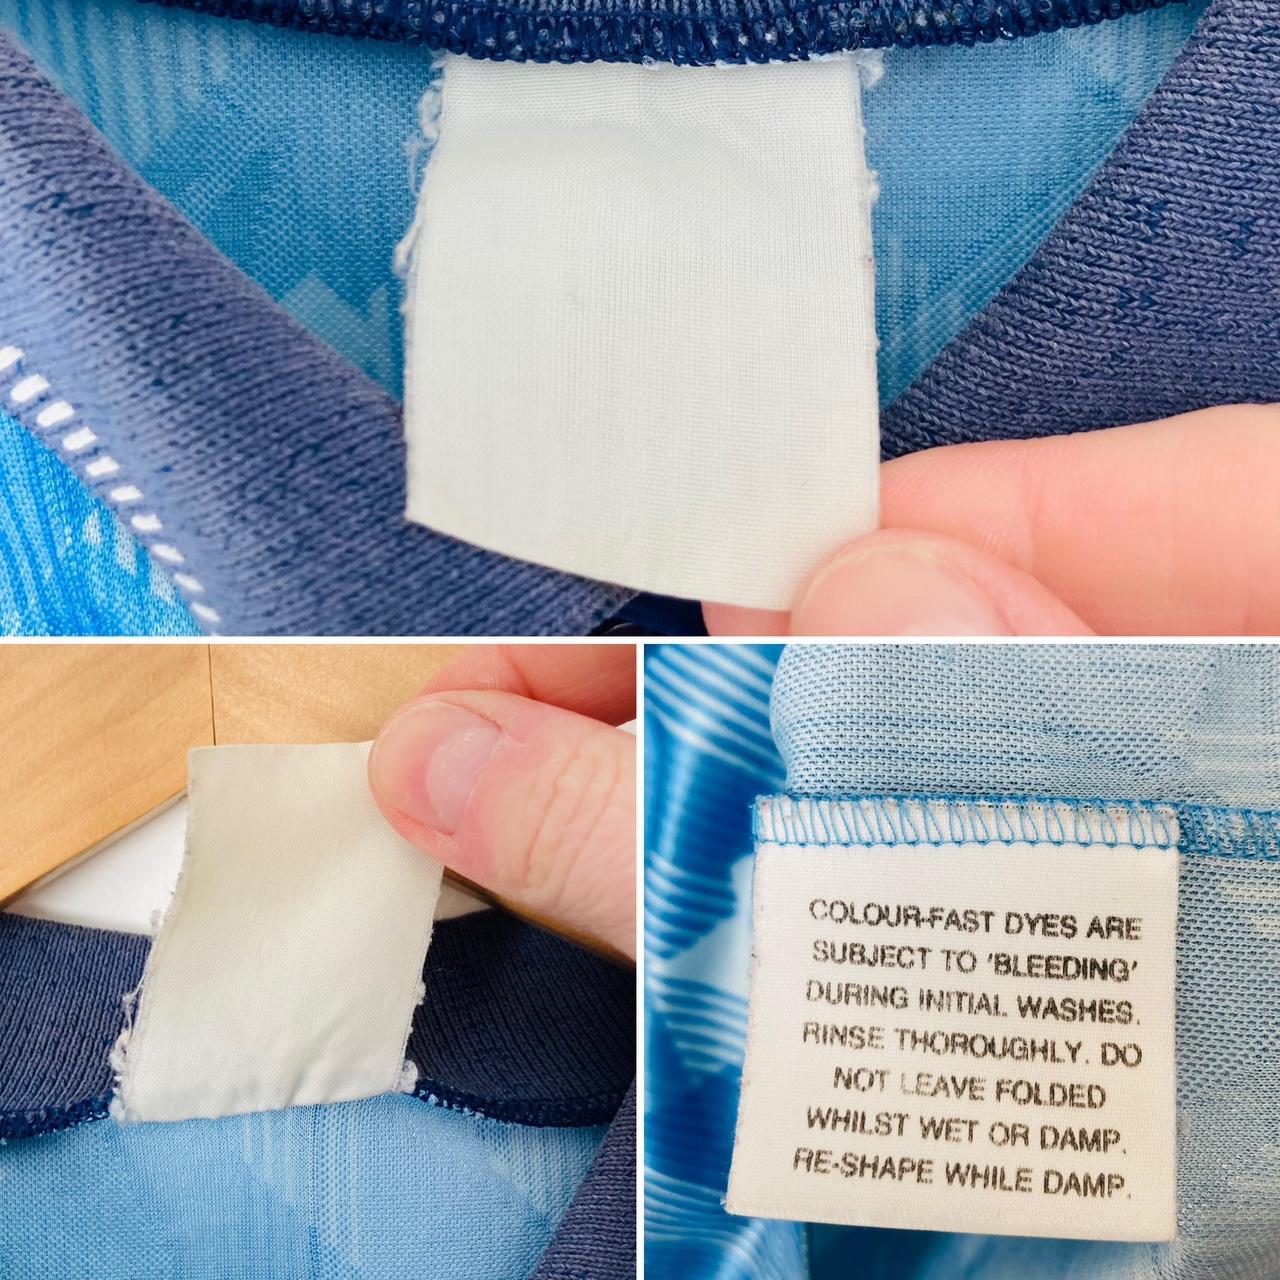 COLOUR-FAST DYES ARE
SUBJECT TO 'BLEEDING'
DURING INITIAL WASHES.
RINSE THOROUGHLY. DO
NOT LEAVE FOLDED
WHILST WET OR DAMP.
RE-SHAPE WHILE DAMP.